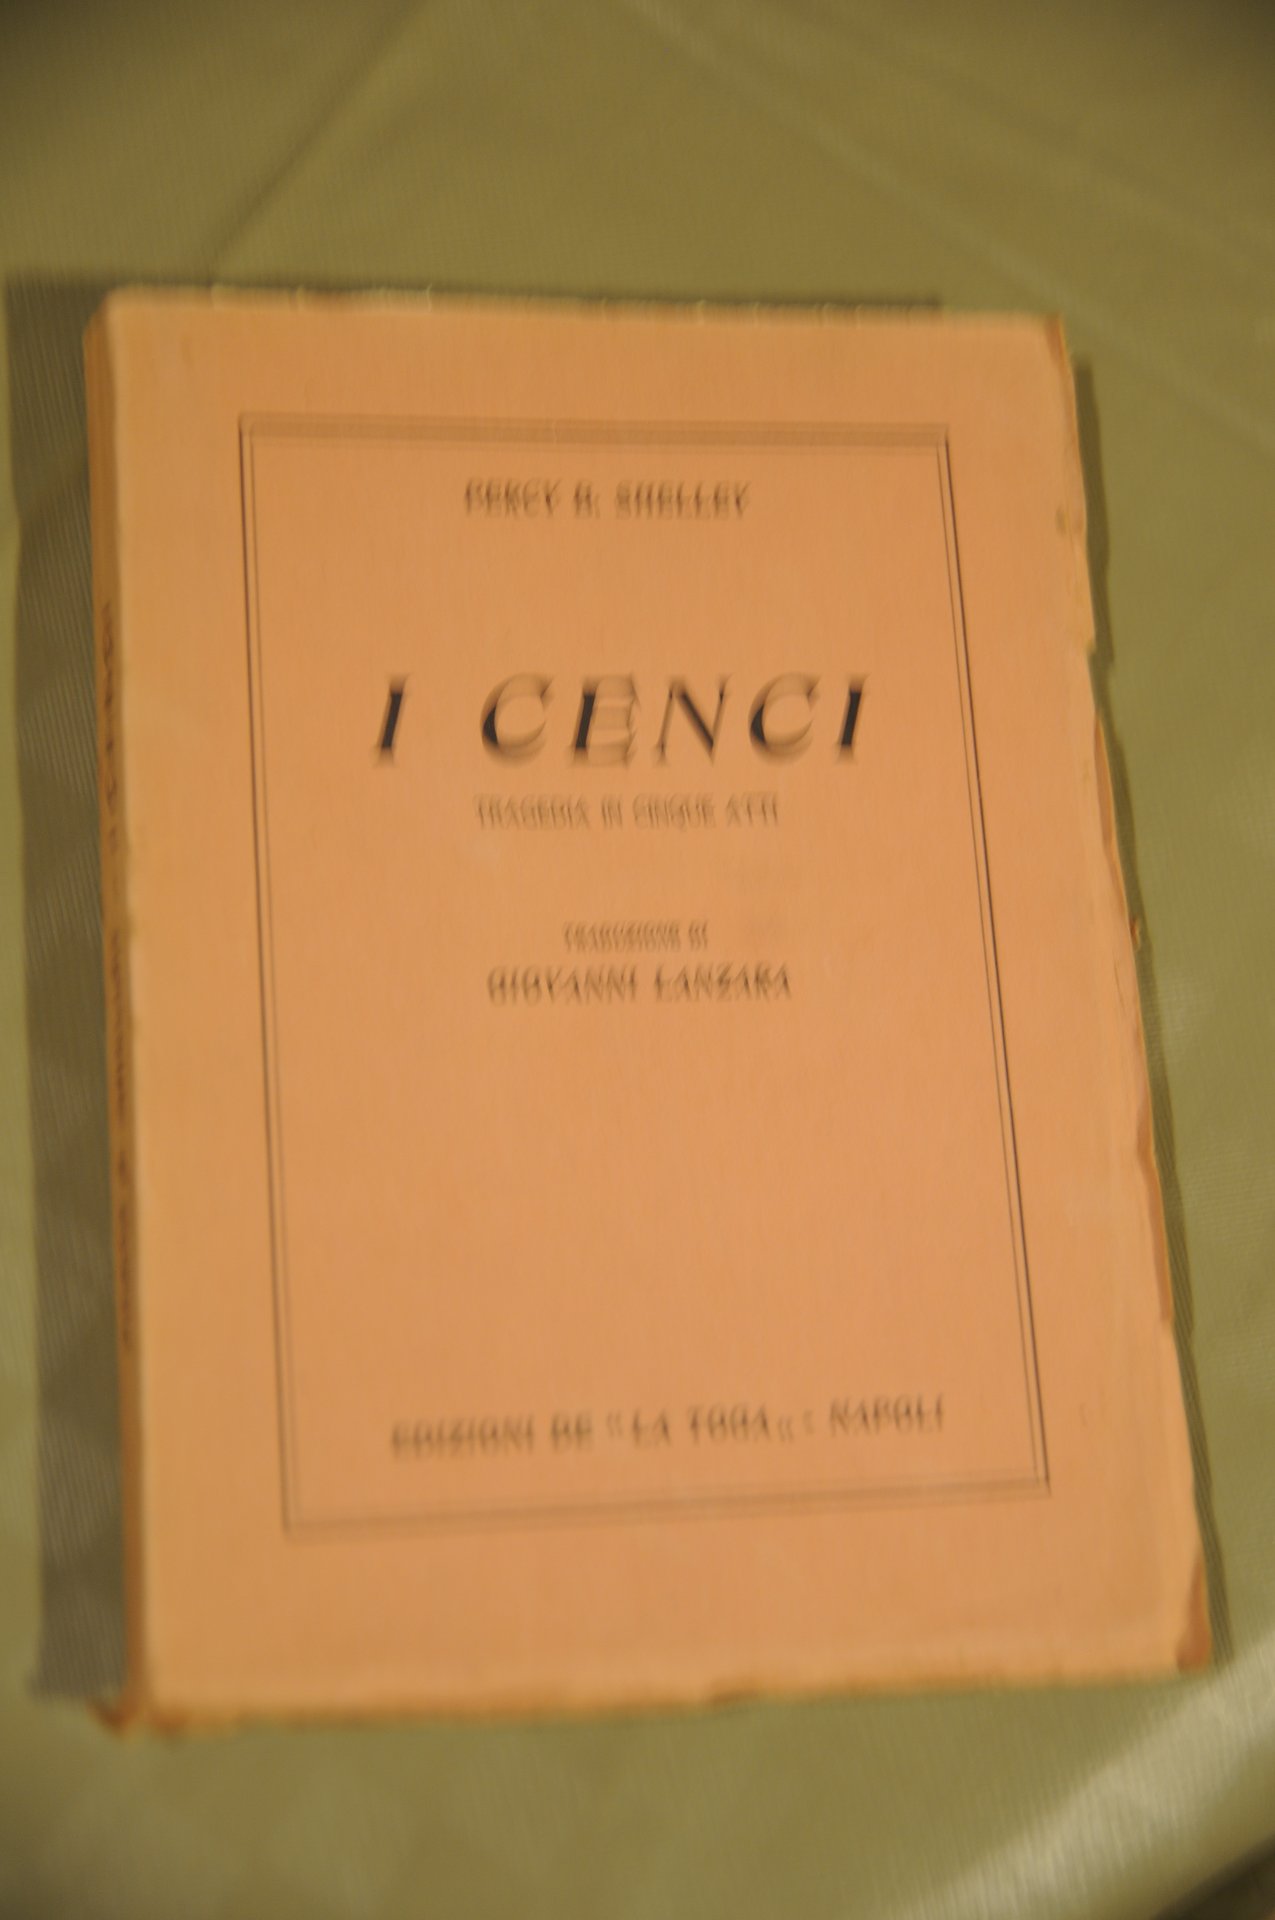 PERCY B. SHELLEY
I CENCI
TRAGEDIA IN CINQUE ATTI
TRADUZIONE DI
GIOVANNI LANZARA
EDIZIONI DE "LA TOGA" - NAPOLI